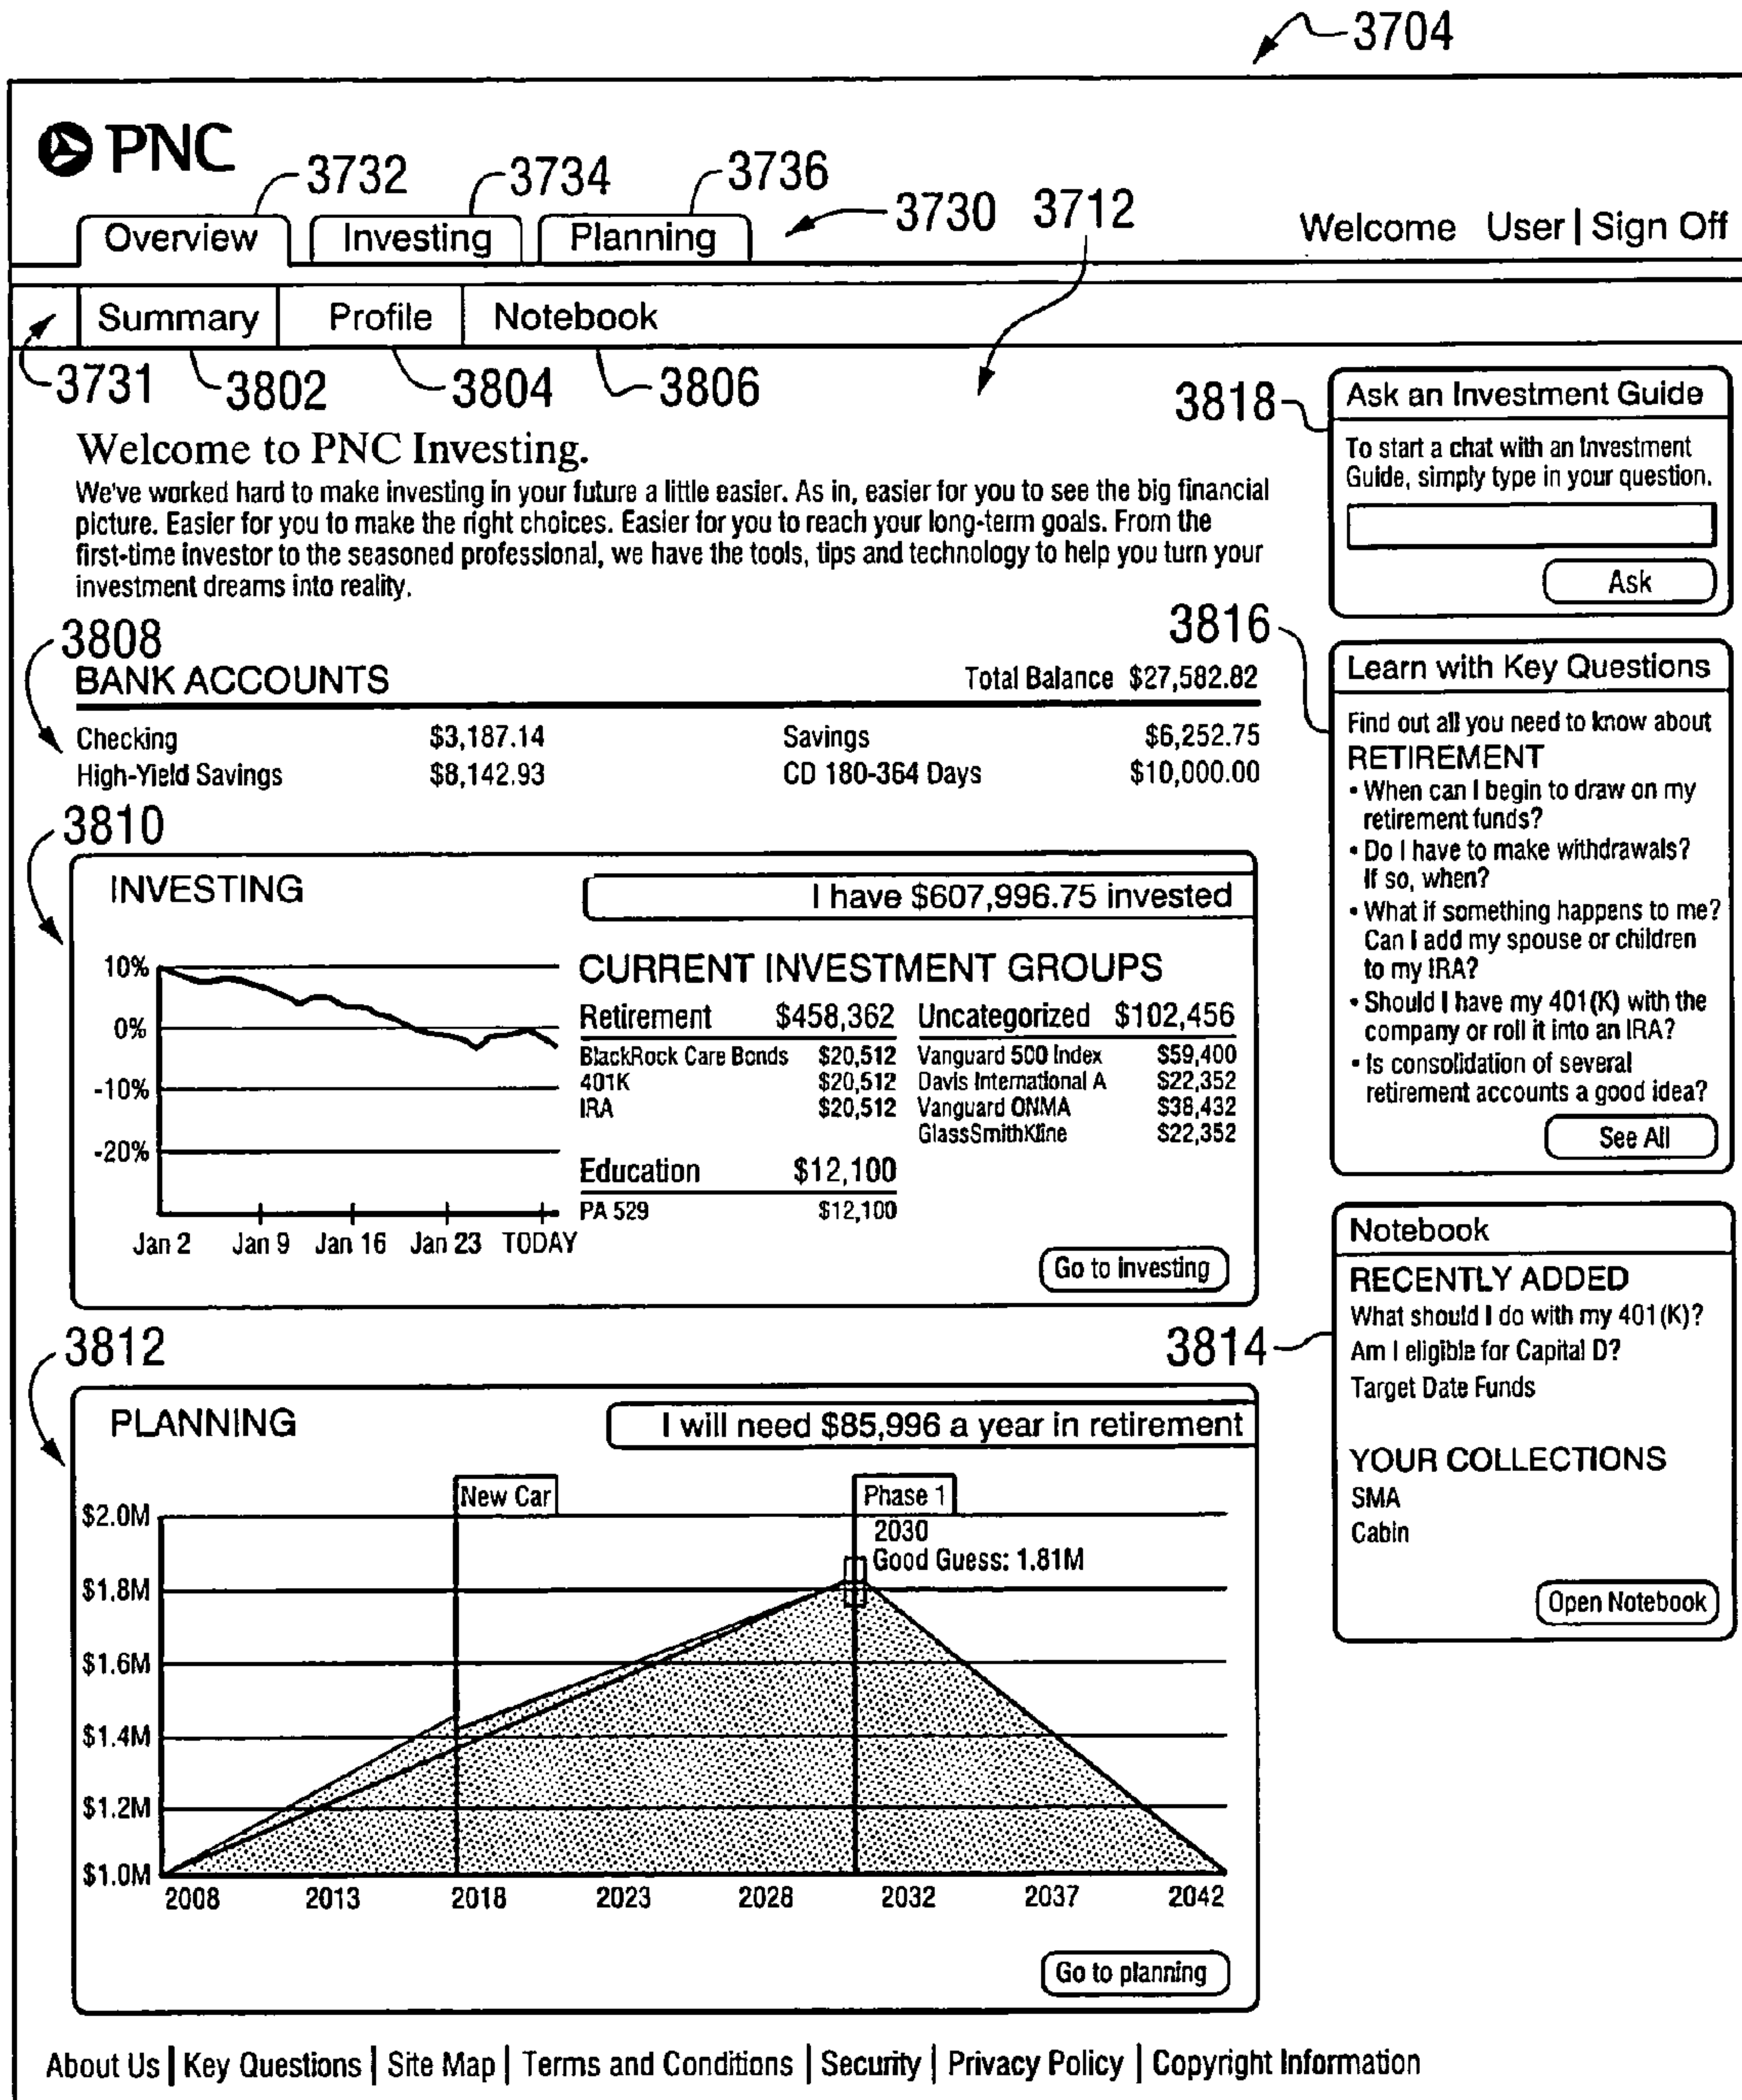 3704
PNC
3732
3734
3736
3730
3712
Overview
Investing
Planning
Welcome User | Sign Off
Summary
Profile
Notebook
3731
3802
3804
3806
Welcome to PNC Investing.
We've worked hard to make investing in your future a little easier. As in, easier for you to see the big financial
picture. Easier for you to make the right choices. Easier for you to reach your long-term goals. From the
first-time investor to the seasoned professional, we have the tools, tips and technology to help you turn your
investment dreams into reality.
3808
BANK ACCOUNTS
Total Balance $27,582.82
Checking $3,187.14 Savings $6,252.75
High-Yield Savings $8,142.93 CD 180-364 Days $10,000.00
3810
INVESTING
I have $607,996.75 invested
10%
0%
-10%
-20%
Jan 2 Jan 9 Jan 16 Jan 23 TODAY
CURRENT INVESTMENT GROUPS
Retirement $458,362
BlackRock Care Bonds $20,512
401K $20,512
IRA $20,512
Education $12,100
PA 529 $12,100
Uncategorized $102,456
Vanguard 500 Index $59,400
Davis International A $22,352
Vanguard ONMA $38,432
GlassSmithKline $22,352
Go to investing
3812
PLANNING
I will need $85,996 a year in retirement
New Car
Phase 1
2030
Good Guess: 1.81M
$2.0M
$1.8M
$1.6M
$1.4M
$1.2M
$1.0M
2008 2013 2018 2023 2028 2032 2037 2042
Go to planning
3818
Ask an Investment Guide
To start a chat with an Investment
Guide, simply type in your question.
Ask
3816
Learn with Key Questions
Find out all you need to know about
RETIREMENT
• When can I begin to draw on my
retirement funds?
• Do I have to make withdrawals?
If so, when?
• What if something happens to me?
Can I add my spouse or children
to my IRA?
• Should I have my 401(K) with the
company or roll it into an IRA?
• Is consolidation of several
retirement accounts a good idea?
See All
3814
Notebook
RECENTLY ADDED
What should I do with my 401(K)?
Am I eligible for Capital D?
Target Date Funds
YOUR COLLECTIONS
SMA
Cabin
Open Notebook
About Us | Key Questions | Site Map | Terms and Conditions | Security | Privacy Policy | Copyright Information